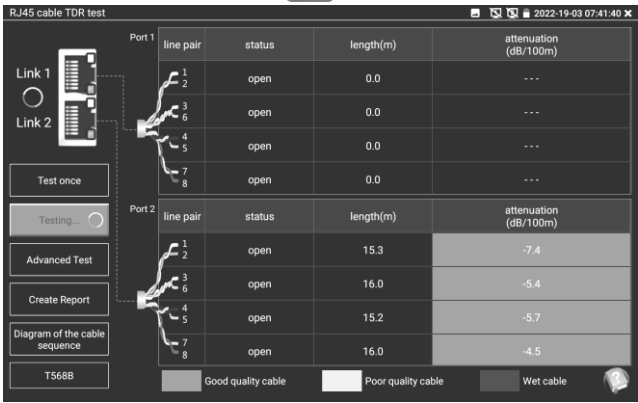 RJ45 cable TDR test
2022-19-03 07:41:40 ×
Link 1
Link 2
Test once
Testing...
Advanced Test
Create Report
Diagram of the cable
sequence
T568B
Port 1
line pair status length(m) attenuation
(dB/100m)
1
2 open 0.0 ---
3
6 open 0.0 ---
4
5 open 0.0 ---
7
8 open 0.0 ---
Port 2
line pair status length(m) attenuation
(dB/100m)
1
2 open 15.3 -7.4
3
6 open 16.0 -5.4
4
5 open 15.2 -5.7
7
8 open 16.0 -4.5
Good quality cable Poor quality cable Wet cable
?